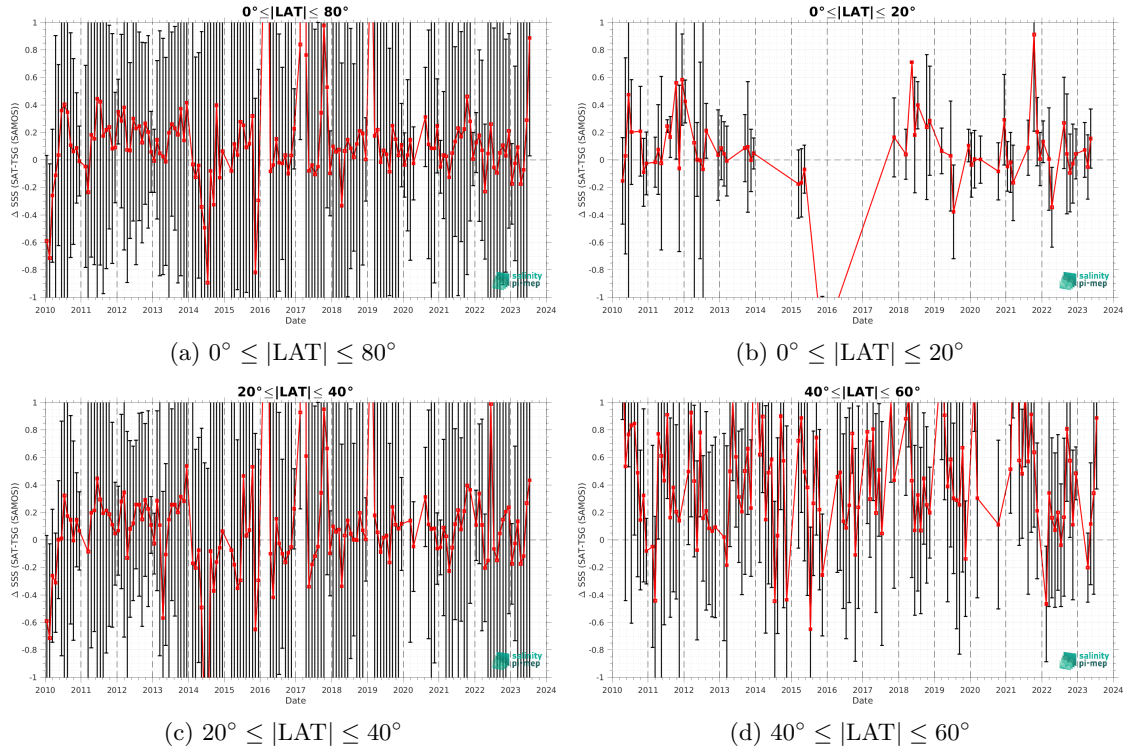 0°≤|LAT|≤ 80°
Δ SSS (SAT-TSG (SAMOS))
1
0.8
0.6
0.4
0.2
0
-0.2
-0.4
-0.6
-0.8
-1
2010 2011 2012 2013 2014 2015 2016 2017 2018 2019 2020 2021 2022 2023 2024
Date
salinity
pi-mep
(a) 0° ≤ |LAT| ≤ 80°
0°≤|LAT|≤ 20°
Δ SSS (SAT-TSG (SAMOS))
1
0.8
0.6
0.4
0.2
0
-0.2
-0.4
-0.6
-0.8
-1
2010 2011 2012 2013 2014 2015 2016 2017 2018 2019 2020 2021 2022 2023 2024
Date
salinity
pi-mep
(b) 0° ≤ |LAT| ≤ 20°
20°≤|LAT|≤ 40°
Δ SSS (SAT-TSG (SAMOS))
1
0.8
0.6
0.4
0.2
0
-0.2
-0.4
-0.6
-0.8
-1
2010 2011 2012 2013 2014 2015 2016 2017 2018 2019 2020 2021 2022 2023 2024
Date
salinity
pi-mep
(c) 20° ≤ |LAT| ≤ 40°
40°≤|LAT|≤ 60°
Δ SSS (SAT-TSG (SAMOS))
1
0.8
0.6
0.4
0.2
0
-0.2
-0.4
-0.6
-0.8
-1
2010 2011 2012 2013 2014 2015 2016 2017 2018 2019 2020 2021 2022 2023 2024
Date
salinity
pi-mep
(d) 40° ≤ |LAT| ≤ 60°